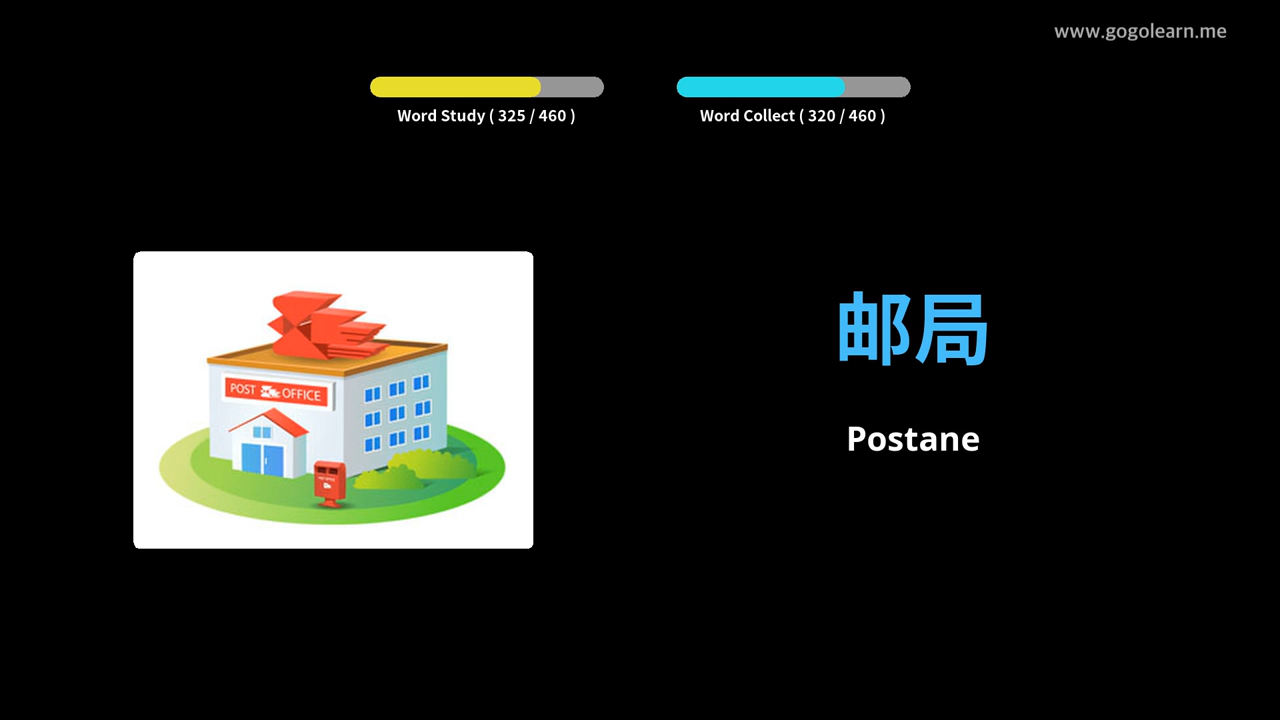 www.gogolearn.me
Word Study ( 325 / 460 )
Word Collect ( 320 / 460 )
POST OFFICE
邮局
Postane